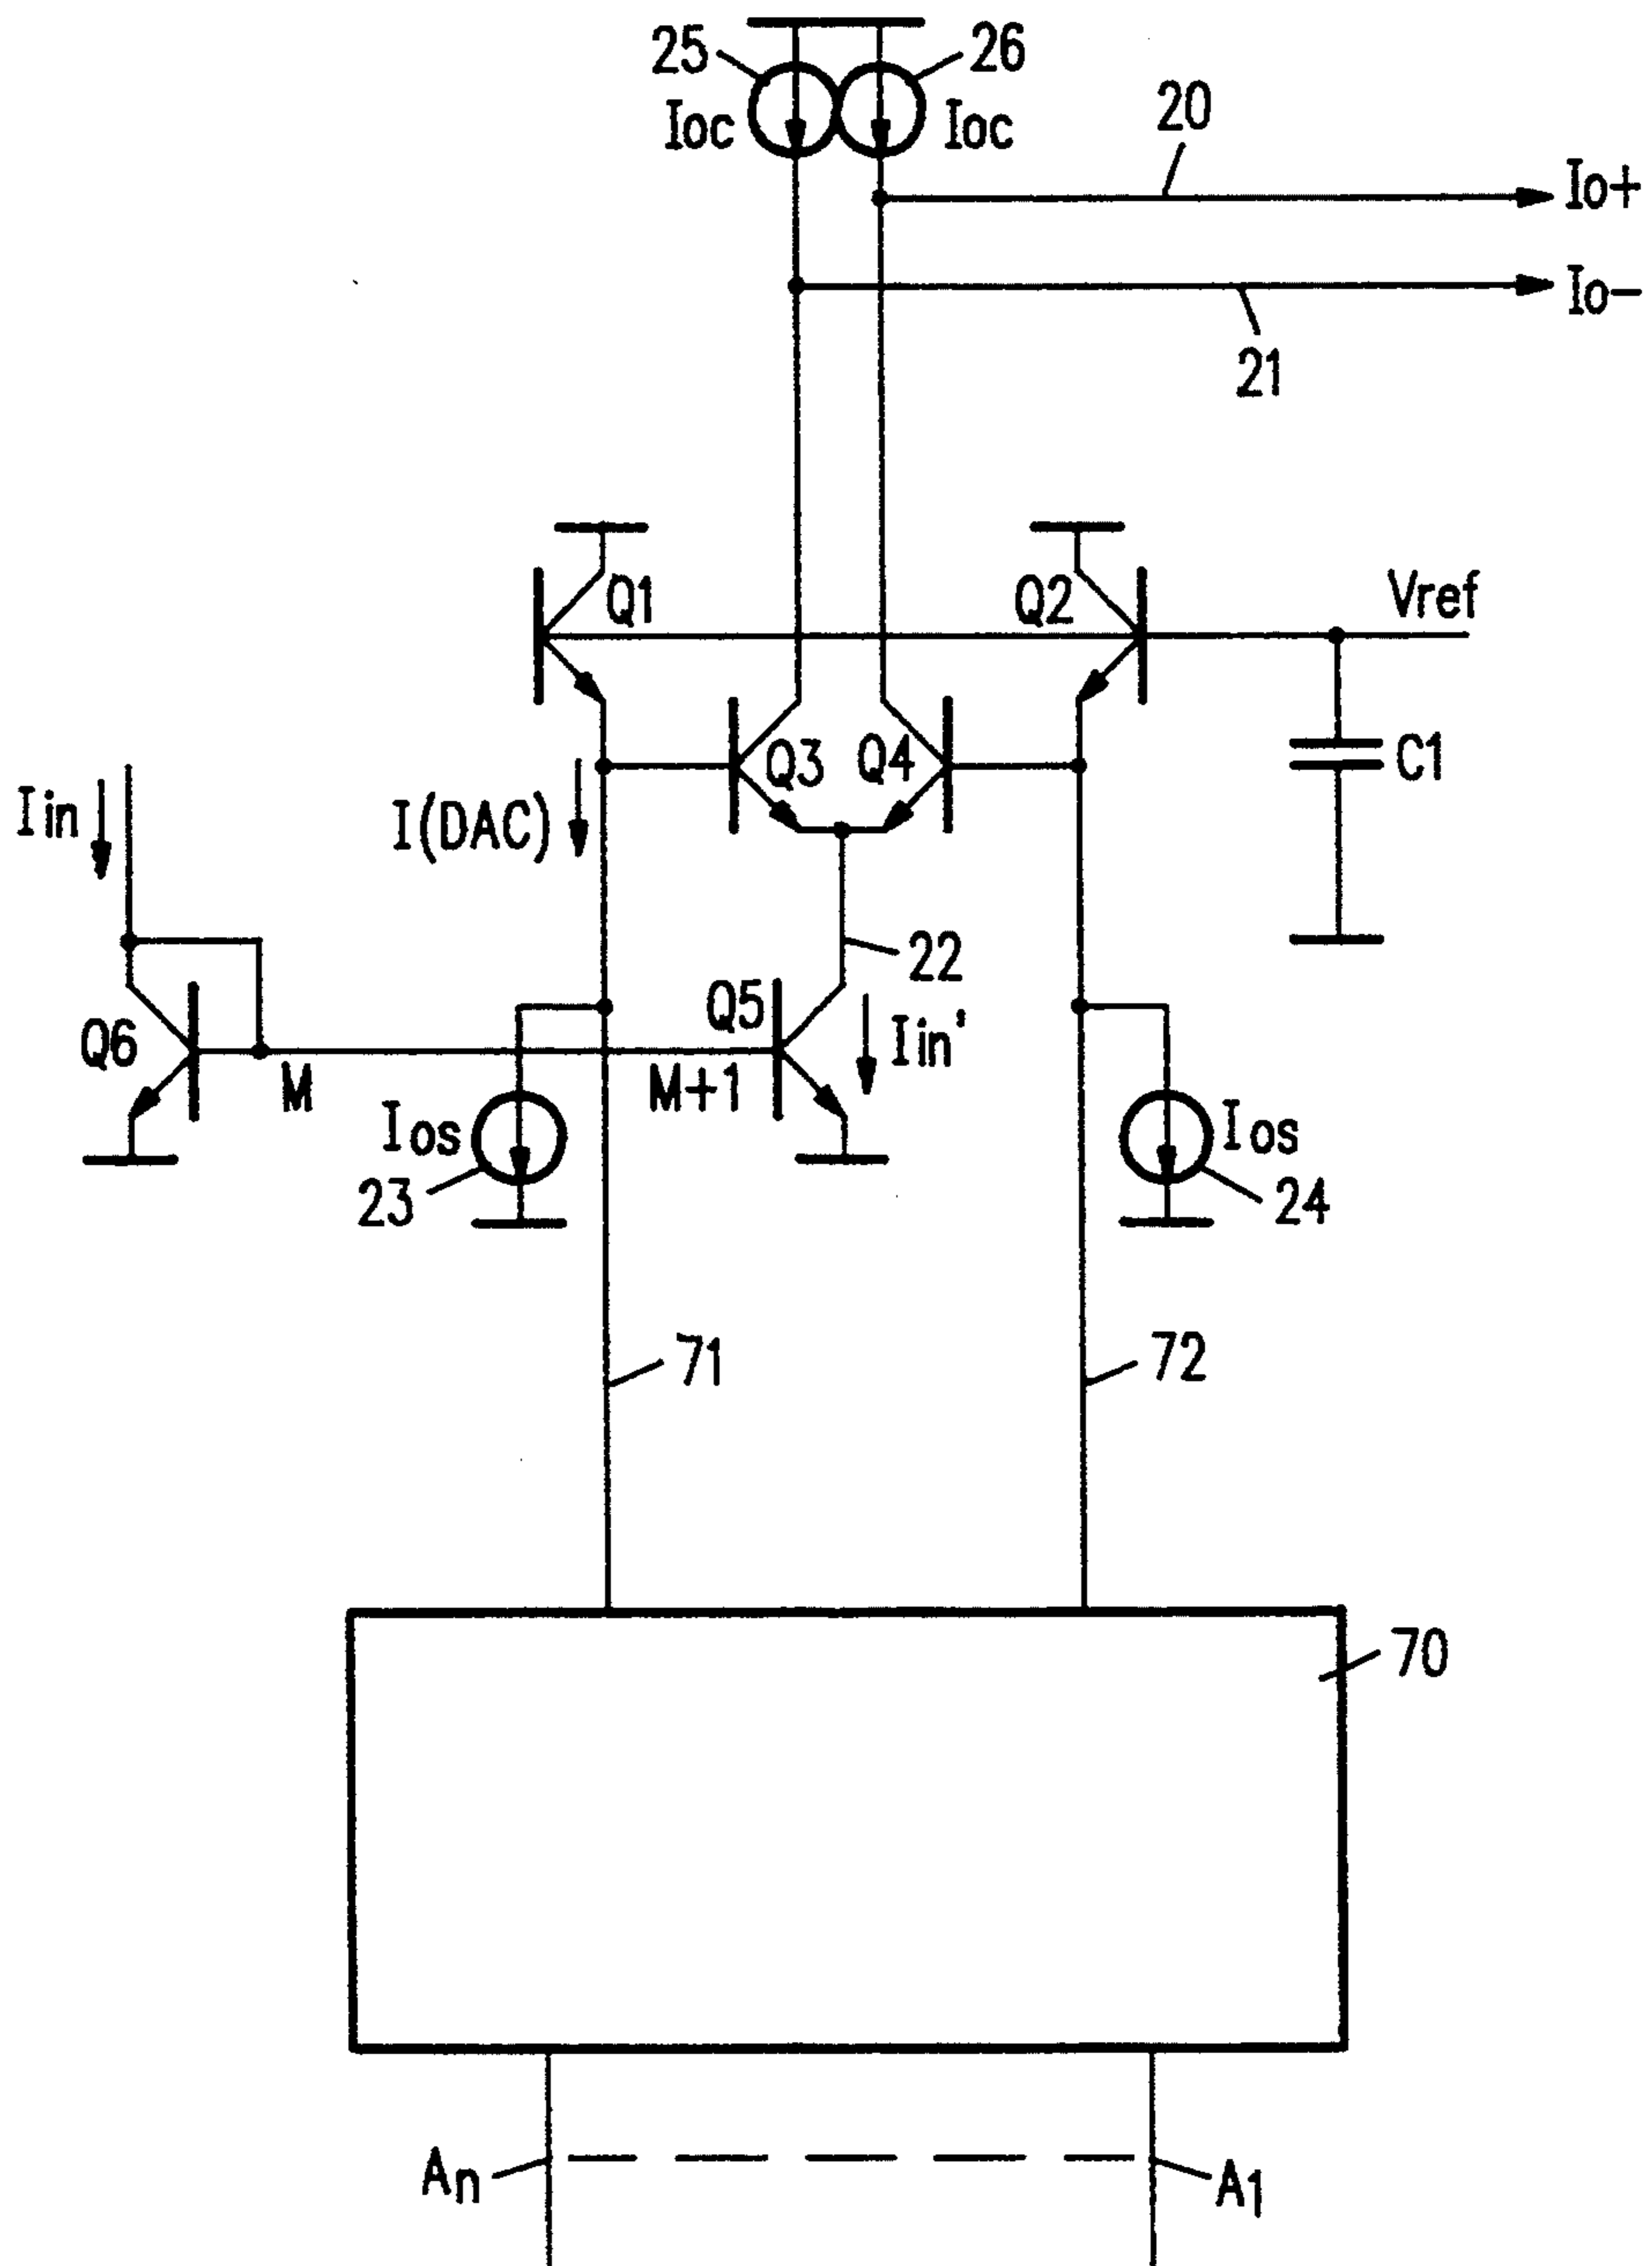 25
26
Ioc
Ioc
20
Io+
Io-
21
Q1
Q2
Vref
Q3
Q4
C1
Iin
I(DAC)
22
Q5
Iin'
Q6
M
M+1
Ios
Ios
23
24
71
72
70
An
A1